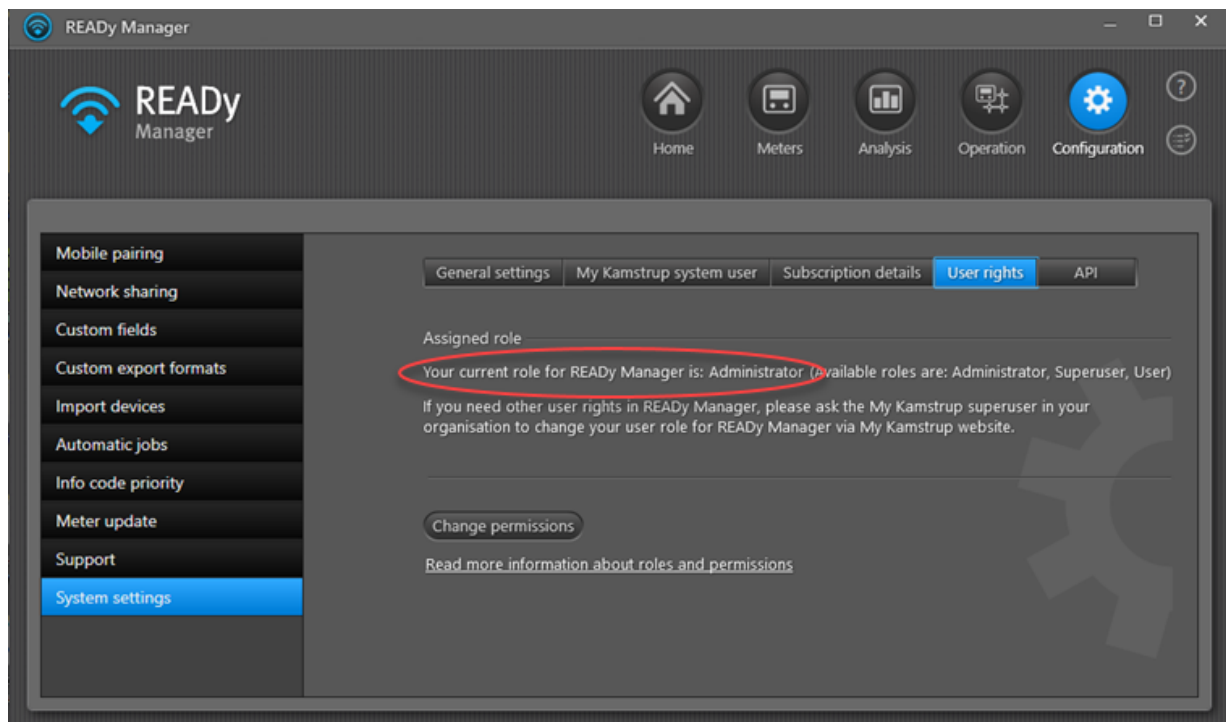 READy Manager
READy
Manager
Home
Meters
Analysis
Operation
Configuration
?
Mobile pairing
Network sharing
Custom fields
Custom export formats
Import devices
Automatic jobs
Info code priority
Meter update
Support
System settings
General settings
My Kamstrup system user
Subscription details
User rights
API
Assigned role
Your current role for READy Manager is: Administrator (Available roles are: Administrator, Superuser, User)
If you need other user rights in READy Manager, please ask the My Kamstrup superuser in your
organisation to change your user role for READy Manager via My Kamstrup website.
Change permissions
Read more information about roles and permissions